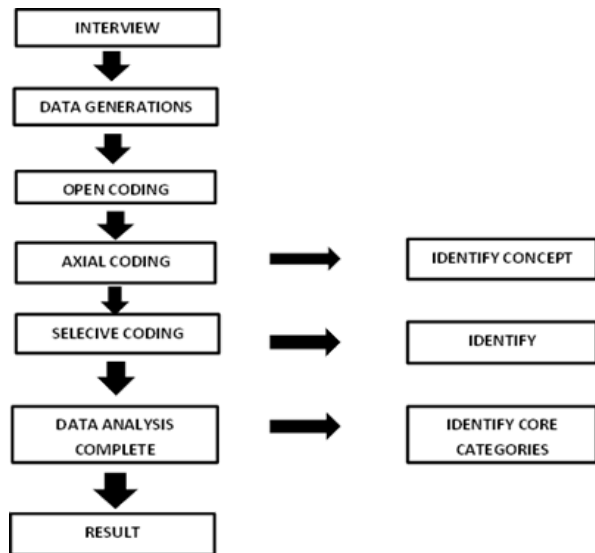 INTERVIEW
DATA GENERATIONS
OPEN CODING
AXIAL CODING
IDENTIFY CONCEPT
SELECIVE CODING
IDENTIFY
DATA ANALYSIS
COMPLETE
IDENTIFY CORE
CATEGORIES
RESULT